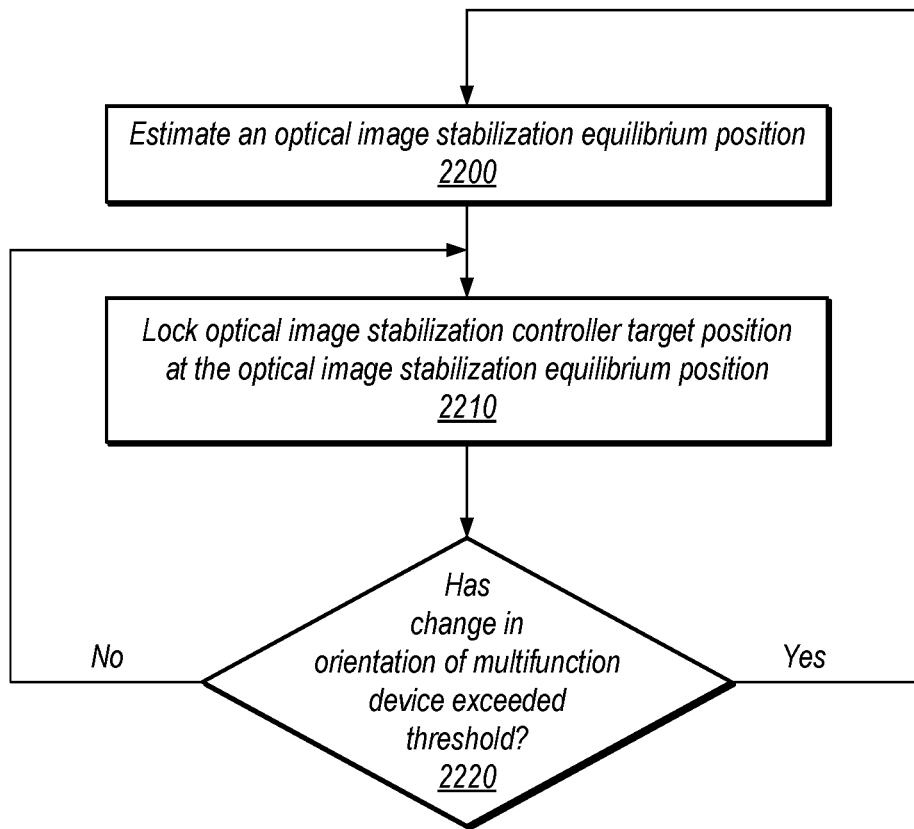 Estimate an optical image stabilization equilibrium position
2200
Lock optical image stabilization controller target position
at the optical image stabilization equilibrium position
2210
Has
change in
orientation of multifunction
device exceeded
threshold?
2220
No
Yes